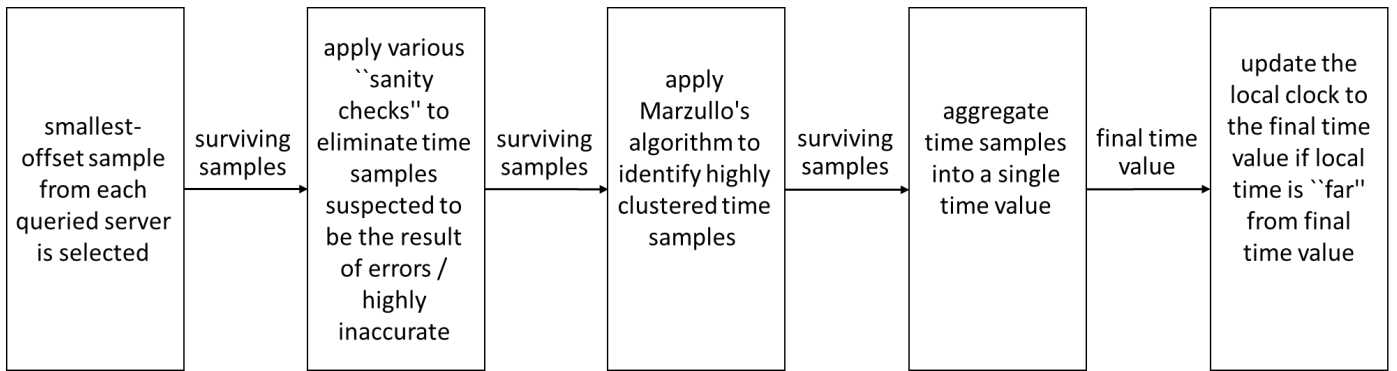 smallest-
offset sample
from each
queried server
is selected
surviving
samples
apply various
``sanity
checks'' to
eliminate time
samples
suspected to
be the result
of errors /
highly
inaccurate
surviving
samples
apply
Marzullo's
algorithm to
identify highly
clustered time
samples
surviving
samples
aggregate
time samples
into a single
time value
final time
value
update the
local clock to
the final time
value if local
time is ``far''
from final
time value